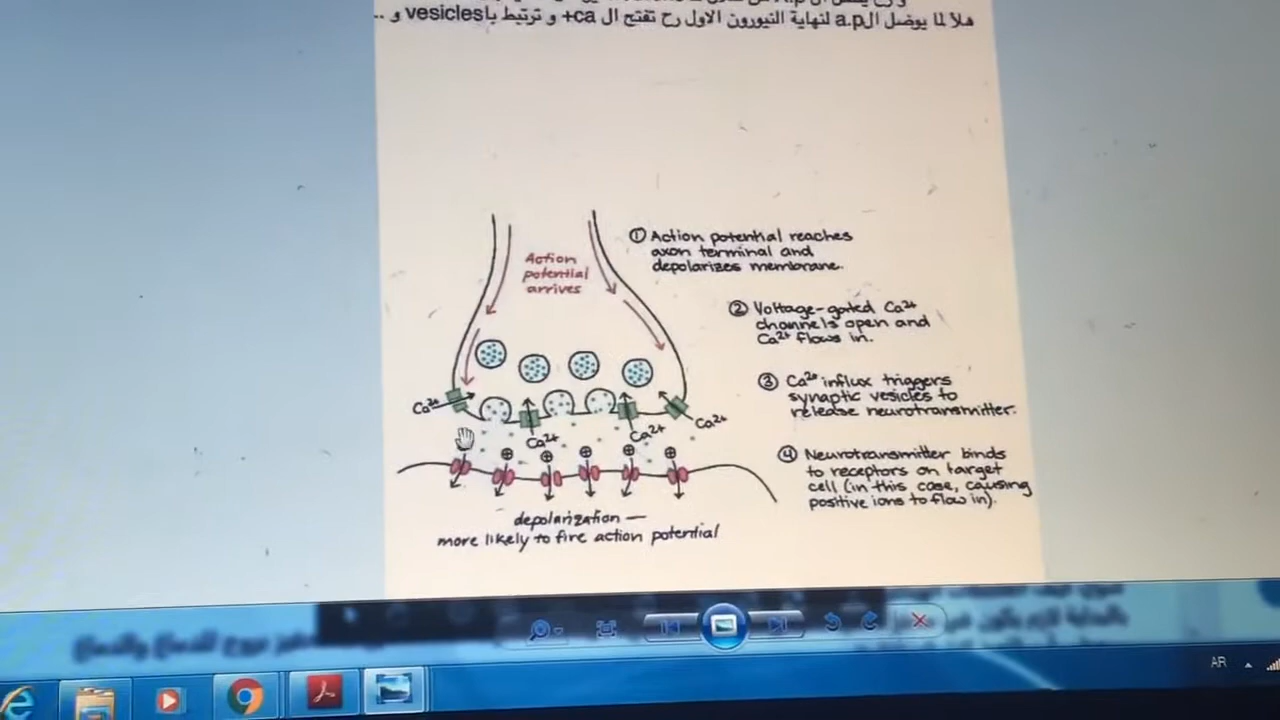 هلا لما يوصل الa.p لنهاية النيورون الاول رح تفتح ال ca+ و ترتبط باvesicles و ..
① Action potential reaches
axon terminal and
depolarizes membrane.
Action
potential
arrives
② Voltage-gated Ca2+
channels open and
Ca2+ flows in.
③ Ca2+ influx triggers
synaptic vesicles to
release neurotransmitter.
Ca2+
Ca2+
Ca2+
Ca2+
④ Neurotransmitter binds
to receptors on target
cell (in this case, causing
positive ions to flow in).
depolarization —
more likely to fire action potential
AR